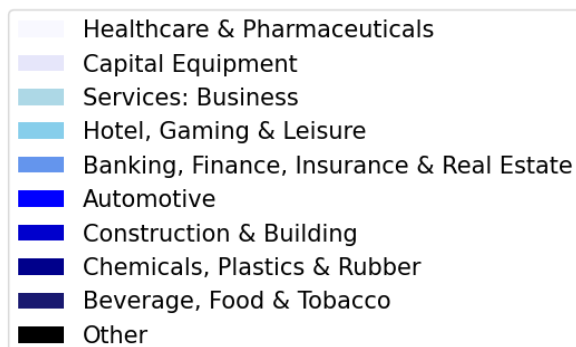 Healthcare & Pharmaceuticals
Capital Equipment
Services: Business
Hotel, Gaming & Leisure
Banking, Finance, Insurance & Real Estate
Automotive
Construction & Building
Chemicals, Plastics & Rubber
Beverage, Food & Tobacco
Other